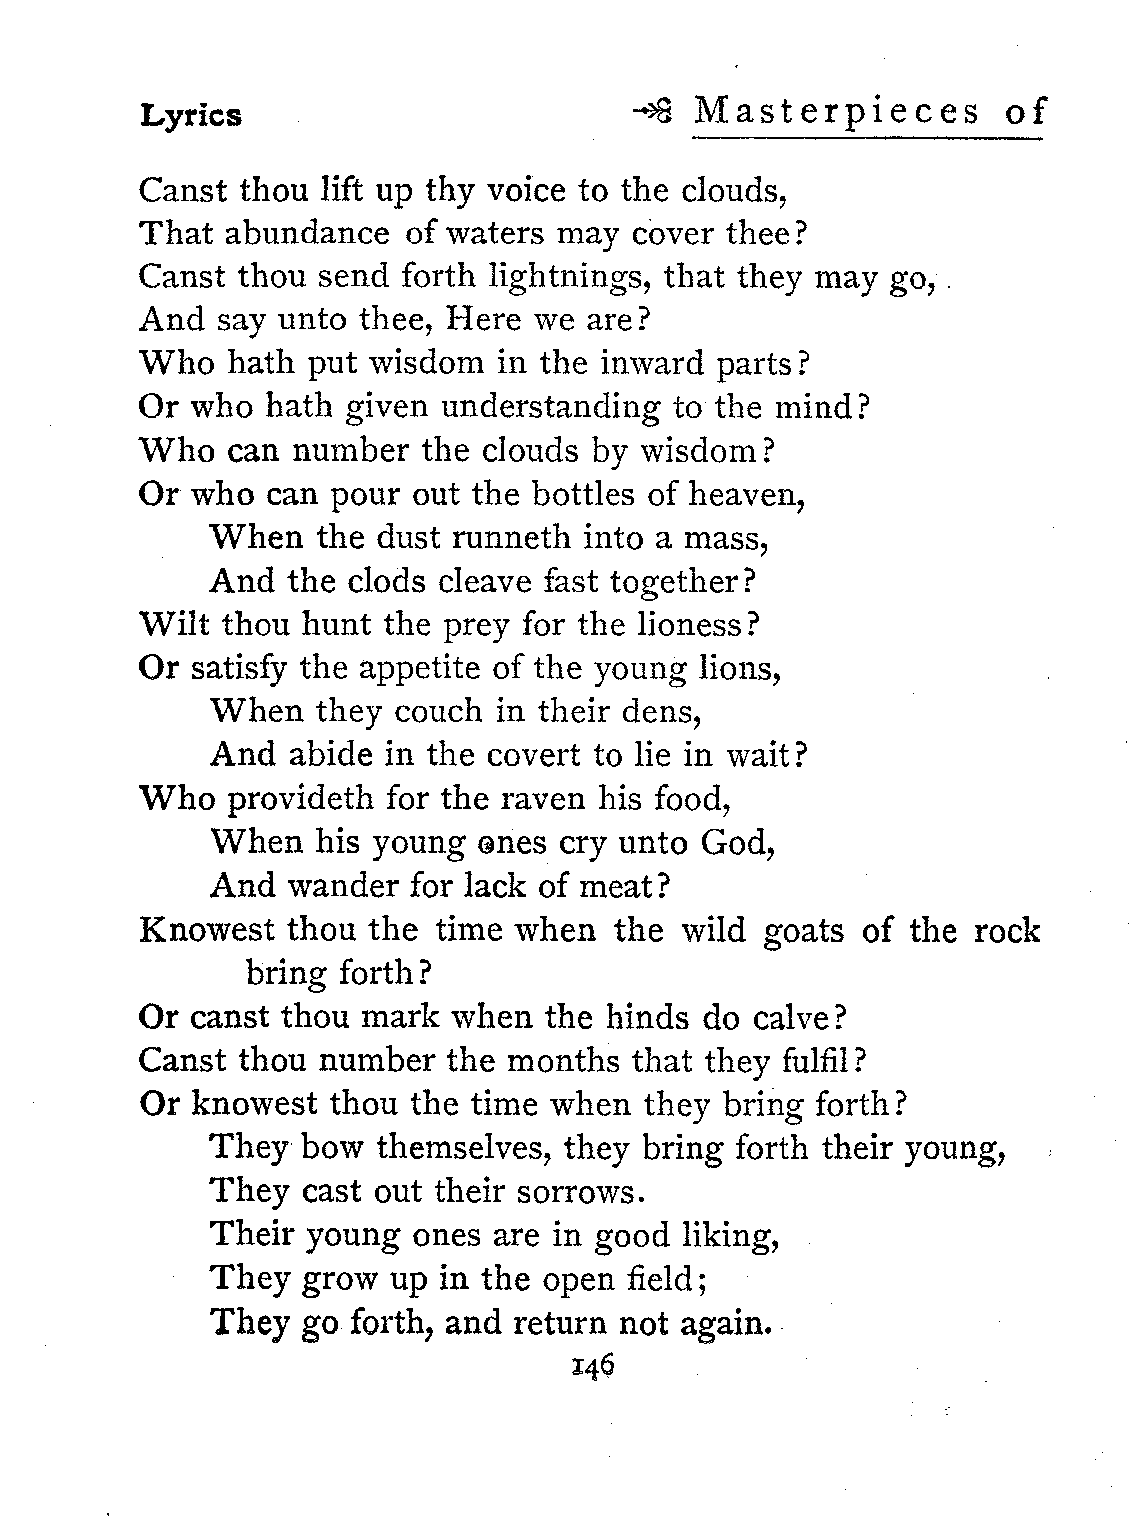 Lyrics Masterpieces of
Canst thou lift up thy voice to the clouds,
That abundance of waters may cover thee?
Canst thou send forth lightnings, that they may go,
And say unto thee, Here we are?
Who hath put wisdom in the inward parts?
Or who hath given understanding to the mind?
Who can number the clouds by wisdom?
Or who can pour out the bottles of heaven,
When the dust runneth into a mass,
And the clods cleave fast together?
Wilt thou hunt the prey for the lioness?
Or satisfy the appetite of the young lions,
When they couch in their dens,
And abide in the covert to lie in wait?
Who provideth for the raven his food,
When his young ones cry unto God,
And wander for lack of meat?
Knowest thou the time when the wild goats of the rock
bring forth?
Or canst thou mark when the hinds do calve?
Canst thou number the months that they fulfil?
Or knowest thou the time when they bring forth?
They bow themselves, they bring forth their young,
They cast out their sorrows.
Their young ones are in good liking,
They grow up in the open field;
They go forth, and return not again.
146